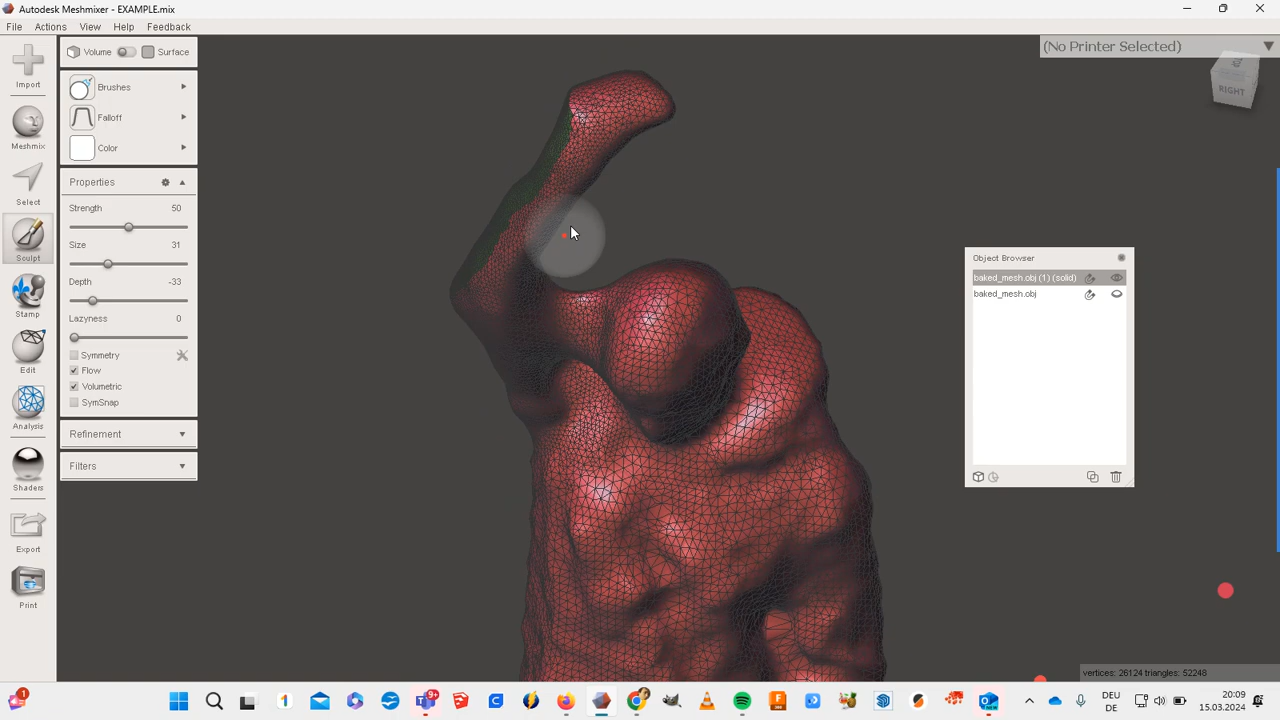 Autodesk Meshmixer - EXAMPLE.mix
File Actions View Help Feedback
(No Printer Selected)
RIGHT
Import
Meshmix
Select
Sculpt
Stamp
Edit
Analysis
Shaders
Export
Print
Volume Surface
Brushes
Falloff
Color
Properties
Strength 50
Size 31
Depth -33
Lazyness 0
Symmetry
Flow
Volumetric
SymSnap
Refinement
Filters
Object Browser
baked_mesh.obj (1) (solid)
baked_mesh.obj
vertices: 26124 triangles: 52248
1
1
9+
DEU
DE
20:09
15.03.2024